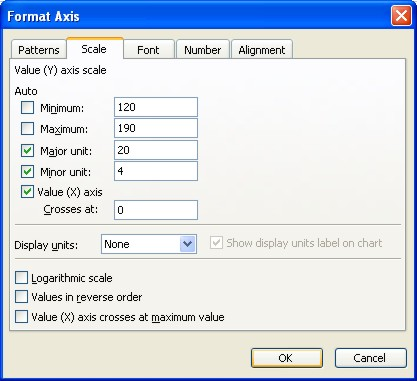 Format Axis
Patterns Scale Font Number Alignment
Value (Y) axis scale
Auto
Minimum: 120
Maximum: 190
Major unit: 20
Minor unit: 4
Value (X) axis
Crosses at: 0
Display units: None Show display units label on chart
Logarithmic scale
Values in reverse order
Value (X) axis crosses at maximum value
OK Cancel